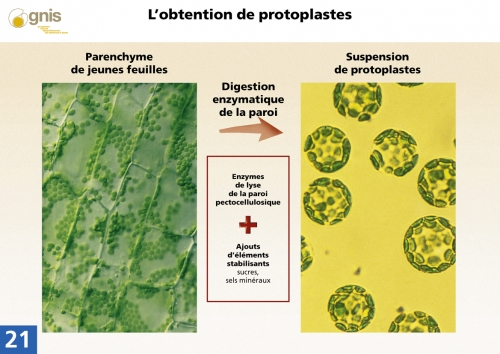 gnis
L'obtention de protoplastes
Parenchyme
de jeunes feuilles
Digestion
enzymatique
de la paroi
Suspension
de protoplastes
Enzymes
de lyse
de la paroi
pectocellulosique
Ajouts
d'éléments
stabilisants
sucres,
sels minéraux
21